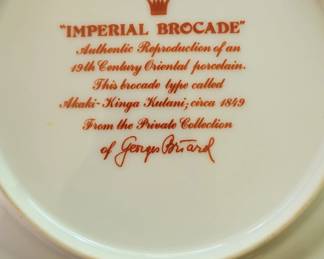 "IMPERIAL BROCADE"
Authentic Reproduction of an
19th Century Oriental porcelain.
This brocade type called
Akaki-Kinga Kutani; circa 1849
From the Private Collection
of Georges Briard